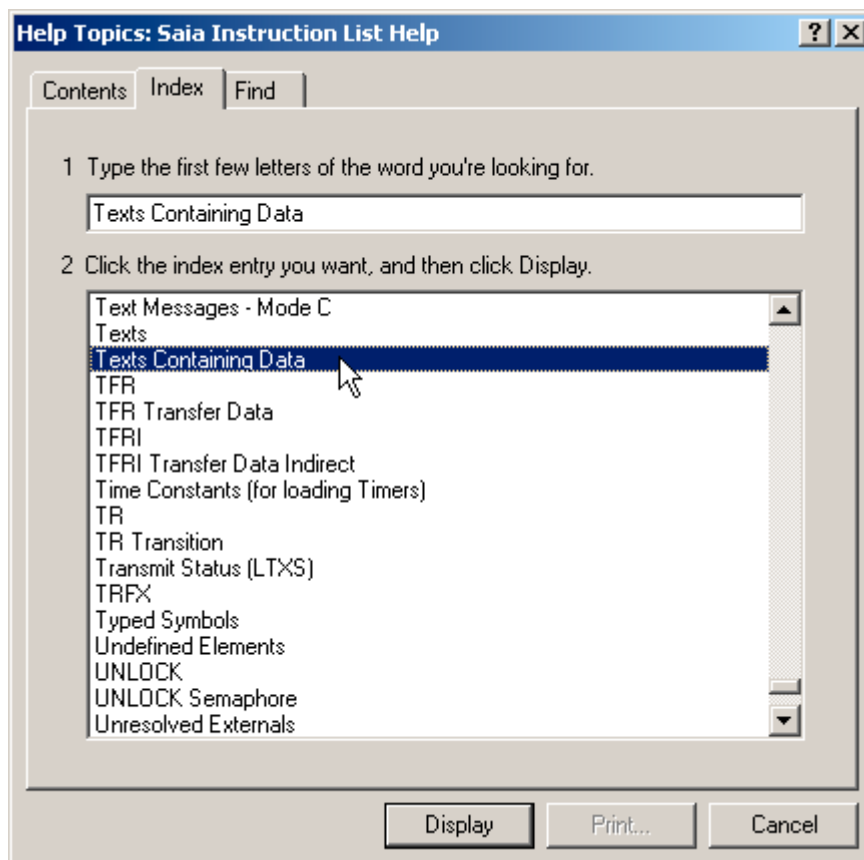 Help Topics: Saia Instruction List Help
Contents Index Find
1 Type the first few letters of the word you're looking for.
Texts Containing Data
2 Click the index entry you want, and then click Display.
Text Messages - Mode C
Texts
Texts Containing Data
TFR
TFR Transfer Data
TFRI
TFRI Transfer Data Indirect
Time Constants (for loading Timers)
TR
TR Transition
Transmit Status (LTXS)
TRFX
Typed Symbols
Undefined Elements
UNLOCK
UNLOCK Semaphore
Unresolved Externals
Display Print... Cancel